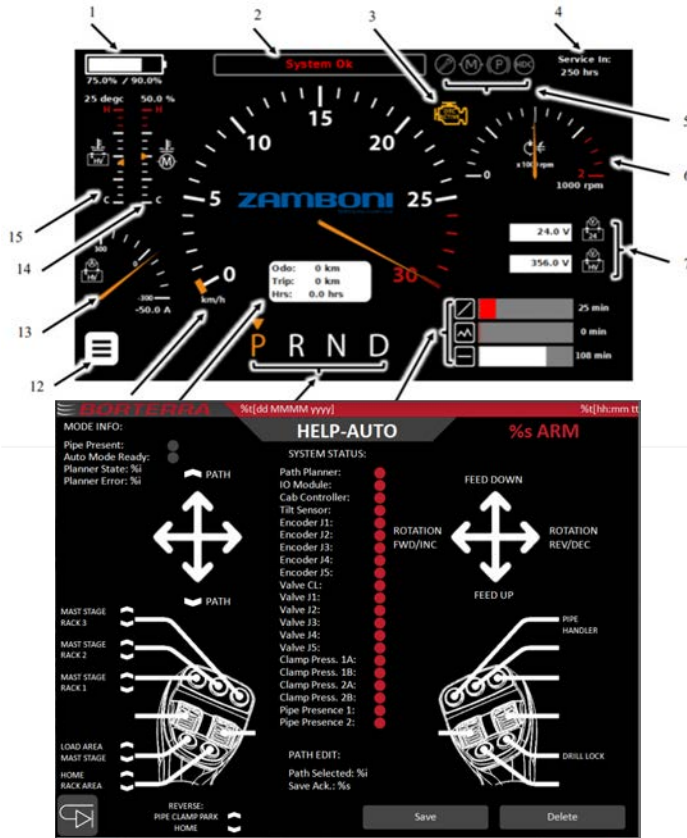 1
2
3
4
75.0% / 90.0%
System Ok
M
P
HDC
Service In:
250 hrs
5
25 degc
50.0 %
H
H
HV
M
C
C
0
5
10
15
20
25
30
km/h
ZAMBONI
x 1000 rpm
0
2
1000 rpm
6
15
14
24.0 V
V
24
356.0 V
V
HV
300
0
-300
-50.0 A
A
HV
13
Odo: 0 km
Trip: 0 km
Hrs: 0.0 hrs
P R N D
25 min
0 min
108 min
12
BORTERRA
%t[dd MMMM yyyy]
%t[hh:mm tt
MODE INFO:
HELP-AUTO
%s ARM
Pipe Present:
Auto Mode Ready:
Planner State: %i
Planner Error: %i
SYSTEM STATUS:
Path Planner:
IO Module:
Cab Controller:
Tilt Sensor:
Encoder J1:
Encoder J2:
Encoder J3:
Encoder J4:
Encoder J5:
Valve CL:
Valve J1:
Valve J2:
Valve J3:
Valve J4:
Valve J5:
Clamp Press. 1A:
Clamp Press. 1B:
Clamp Press. 2A:
Clamp Press. 2B:
Pipe Presence 1:
Pipe Presence 2:
PATH
PATH
FEED DOWN
ROTATION
FWD/INC
ROTATION
REV/DEC
FEED UP
MAST STAGE
RACK 3
MAST STAGE
RACK 2
MAST STAGE
RACK 1
LOAD AREA
MAST STAGE
HOME
RACK AREA
PIPE
HANDLER
DRILL LOCK
PATH EDIT:
Path Selected: %i
Save Ack.: %s
REVERSE:
PIPE CLAMP PARK
HOME
Save
Delete